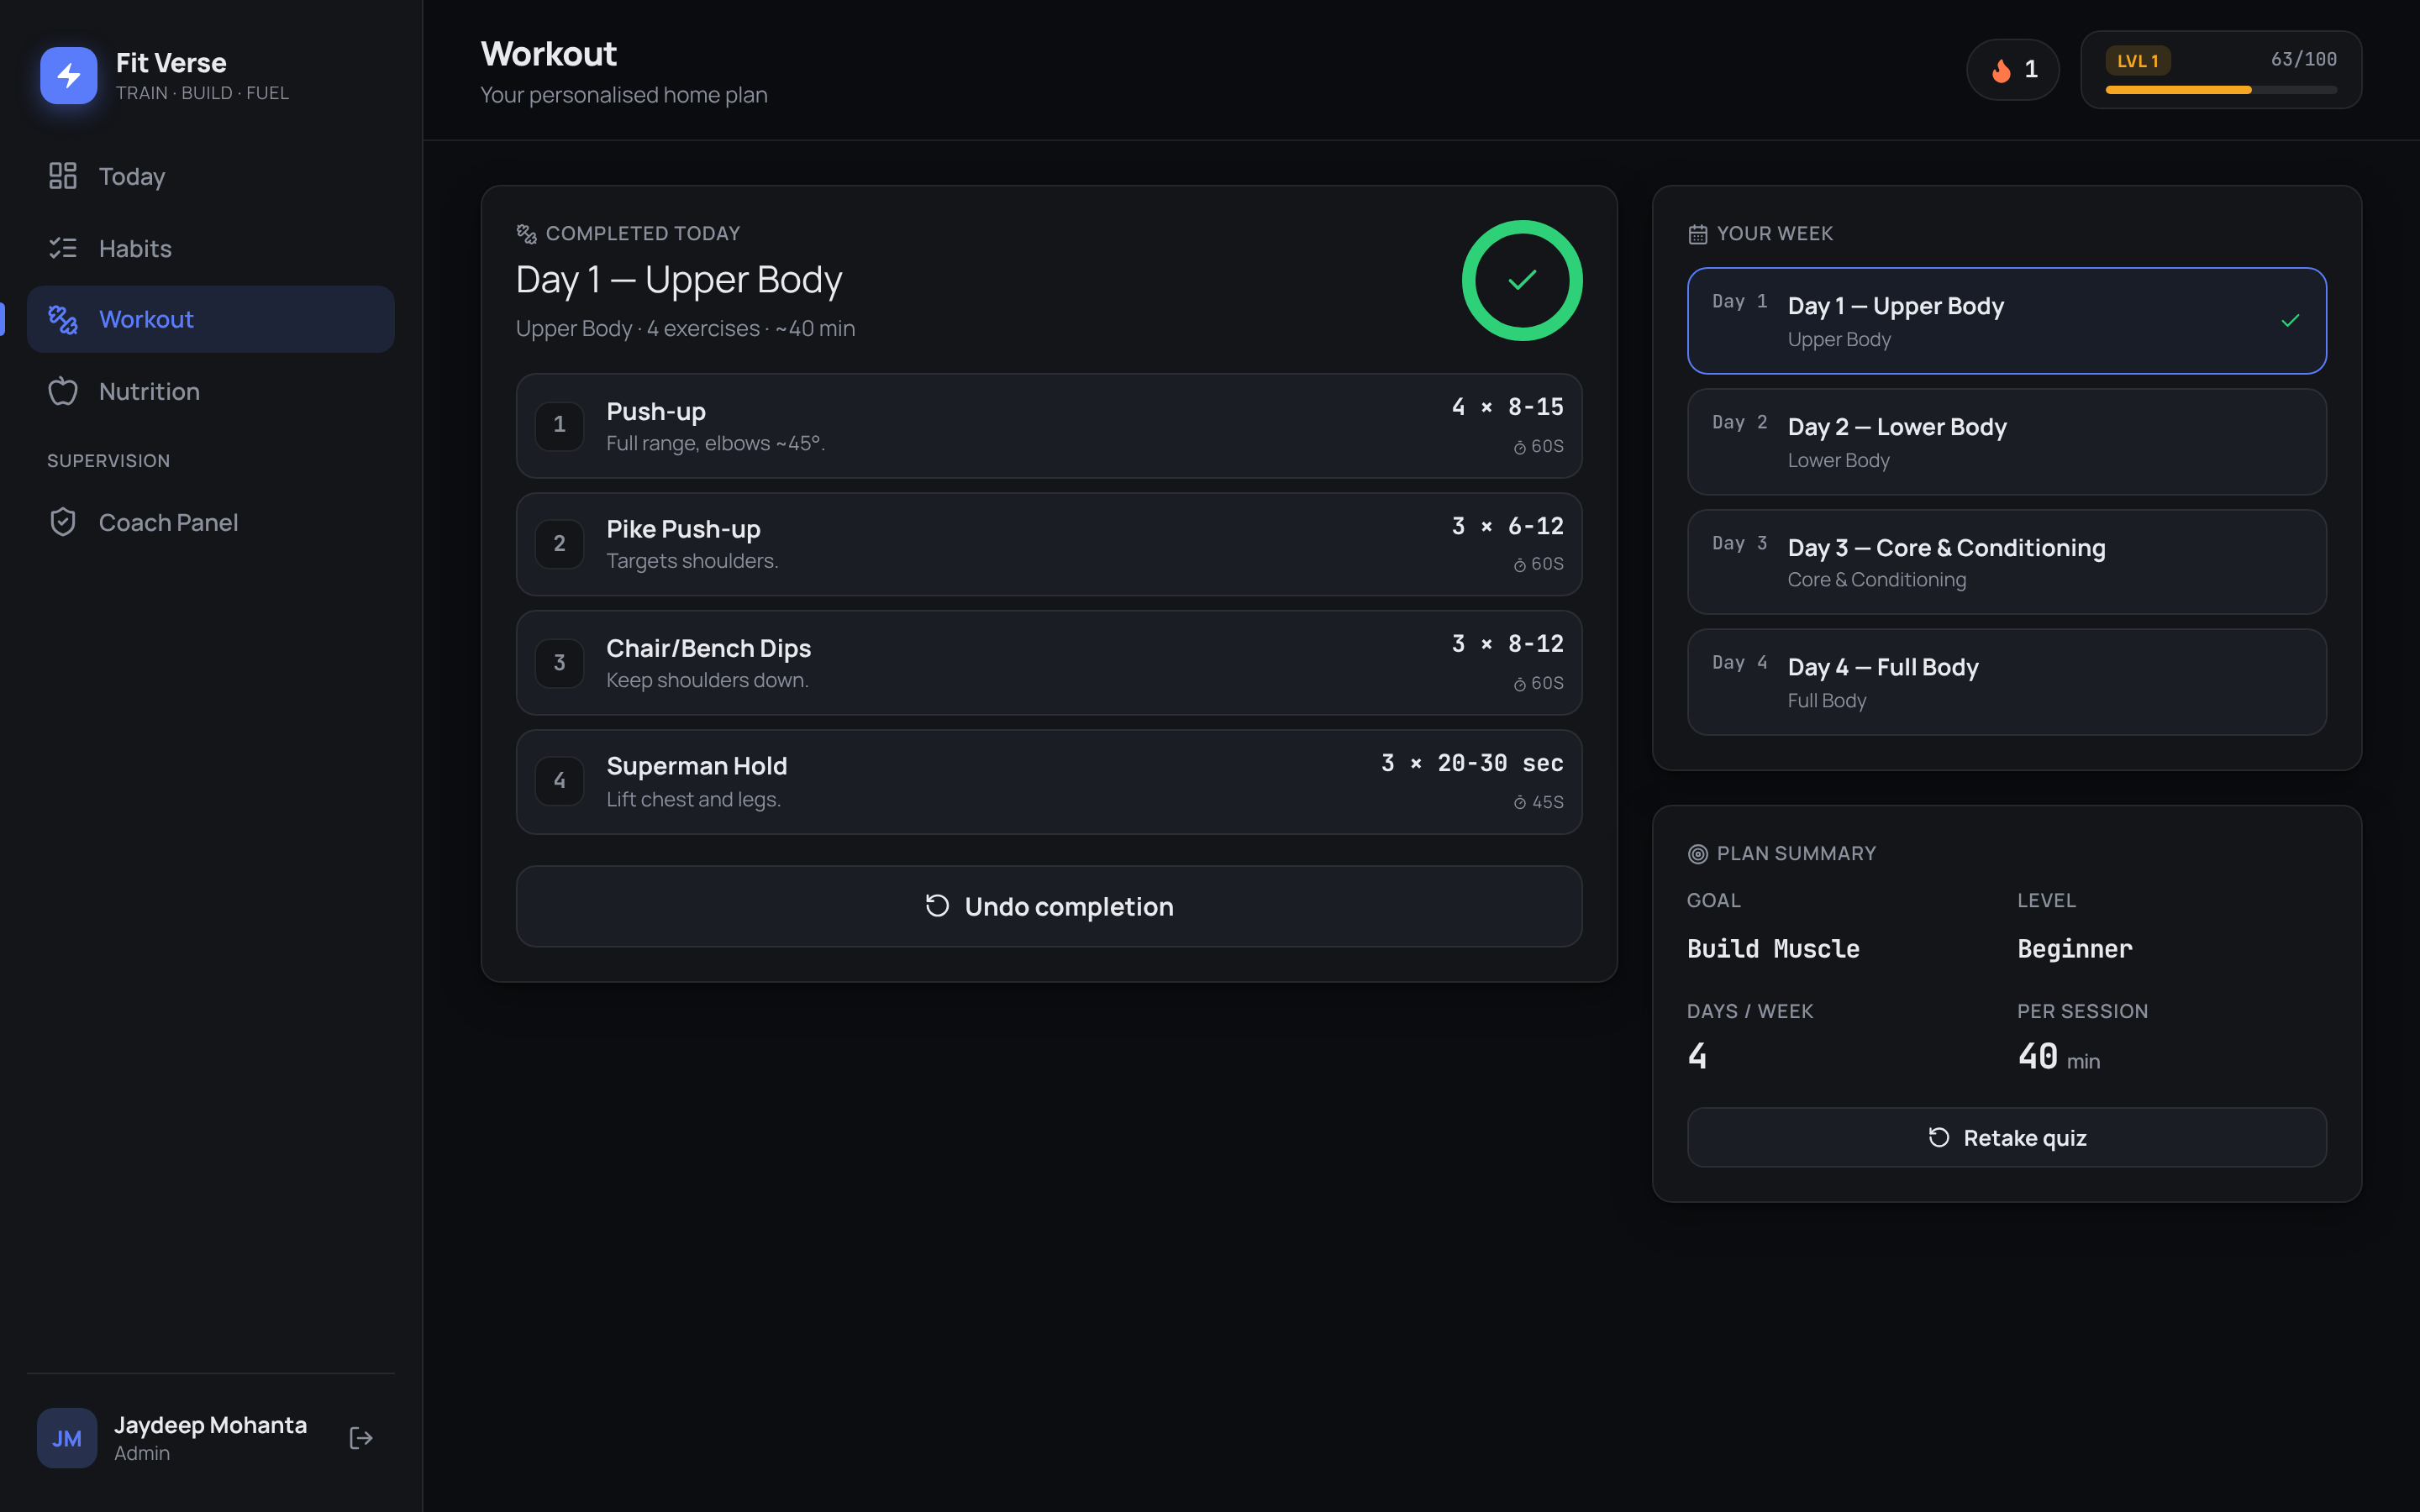 Fit Verse
TRAIN · BUILD · FUEL
Today
Habits
Workout
Nutrition
SUPERVISION
Coach Panel
JM
Jaydeep Mohanta
Admin
Workout
Your personalised home plan
1
LVL 1
63/100
COMPLETED TODAY
Day 1 — Upper Body
Upper Body · 4 exercises · ~40 min
1
Push-up
Full range, elbows ~45°.
4 × 8-15
60S
2
Pike Push-up
Targets shoulders.
3 × 6-12
60S
3
Chair/Bench Dips
Keep shoulders down.
3 × 8-12
60S
4
Superman Hold
Lift chest and legs.
3 × 20-30 sec
45S
Undo completion
YOUR WEEK
Day 1 Day 1 — Upper Body
Upper Body
Day 2 Day 2 — Lower Body
Lower Body
Day 3 Day 3 — Core & Conditioning
Core & Conditioning
Day 4 Day 4 — Full Body
Full Body
PLAN SUMMARY
GOAL
Build Muscle
LEVEL
Beginner
DAYS / WEEK
4
PER SESSION
40 min
Retake quiz